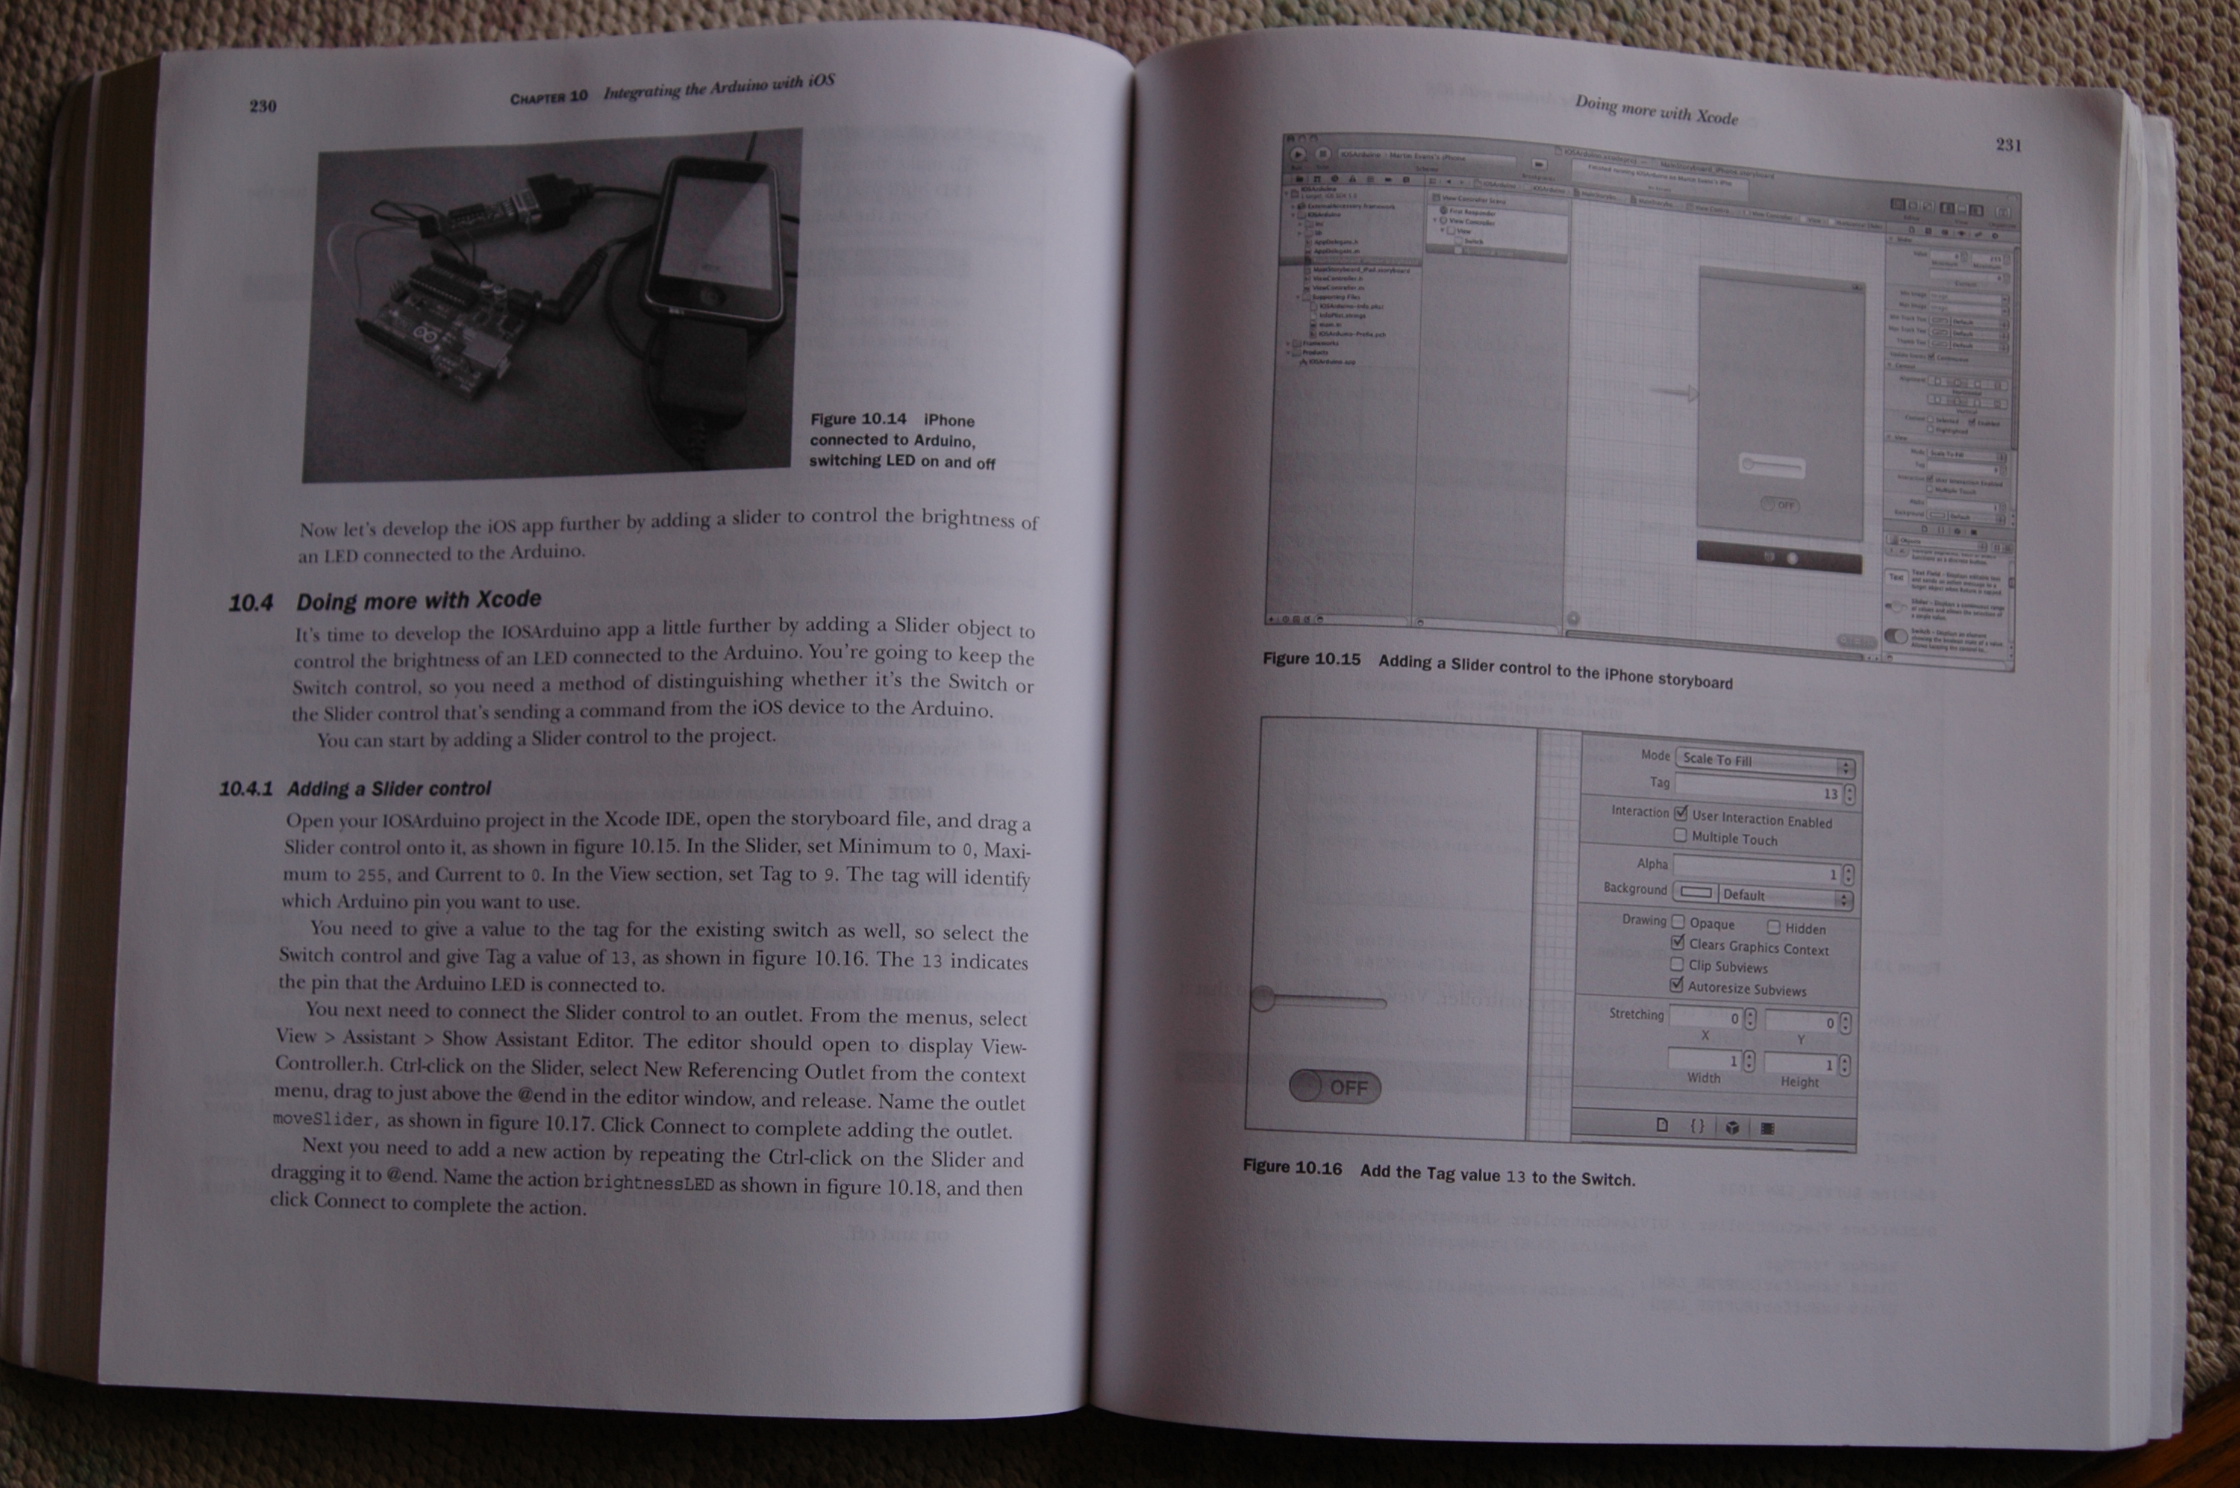 230
CHAPTER 10 Integrating the Arduino with iOS
Figure 10.14 iPhone
connected to Arduino,
switching LED on and off
Now let's develop the iOS app further by adding a slider to control the brightness of
an LED connected to the Arduino.
10.4 Doing more with Xcode
It's time to develop the IOSArduino app a little further by adding a Slider object to
control the brightness of an LED connected to the Arduino. You're going to keep the
Switch control, so you need a method of distinguishing whether it's the Switch or
the Slider control that's sending a command from the iOS device to the Arduino.
You can start by adding a Slider control to the project.
10.4.1 Adding a Slider control
Open your IOSArduino project in the Xcode IDE, open the storyboard file, and drag a
Slider control onto it, as shown in figure 10.15. In the Slider, set Minimum to 0, Maxi-
mum to 255, and Current to 0. In the View section, set Tag to 9. The tag will identify
which Arduino pin you want to use.
You need to give a value to the tag for the existing switch as well, so select the
Switch control and give Tag a value of 13, as shown in figure 10.16. The 13 indicates
the pin that the Arduino LED is connected to.
You next need to connect the Slider control to an outlet. From the menus, select
View > Assistant > Show Assistant Editor. The editor should open to display View-
Controller.h. Ctrl-click on the Slider, select New Referencing Outlet from the context
menu, drag to just above the @end in the editor window, and release. Name the outlet
moveSlider, as shown in figure 10.17. Click Connect to complete adding the outlet.
Next you need to add a new action by repeating the Ctrl-click on the Slider and
dragging it to @end. Name the action brightnessLED as shown in figure 10.18, and then
click Connect to complete the action.
Doing more with Xcode
231
OFF
Figure 10.15 Adding a Slider control to the iPhone storyboard
Mode Scale To Fill
Tag 13
Interaction User Interaction Enabled
Multiple Touch
Alpha 1
Background Default
Drawing Opaque Hidden
Clears Graphics Context
Clip Subviews
Autoresize Subviews
Stretching 0 0
X Y
1 1
Width Height
OFF
Figure 10.16 Add the Tag value 13 to the Switch.